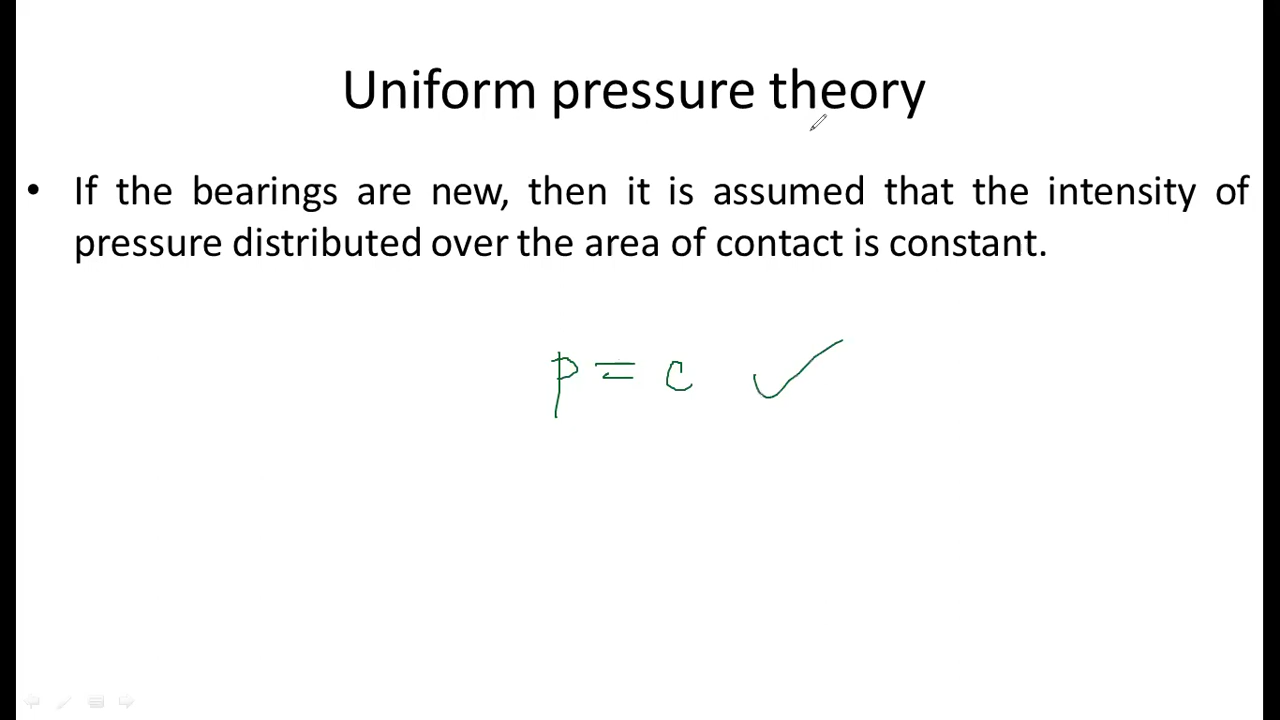 Uniform pressure theory
• If the bearings are new, then it is assumed that the intensity of
pressure distributed over the area of contact is constant.
p = c ✓